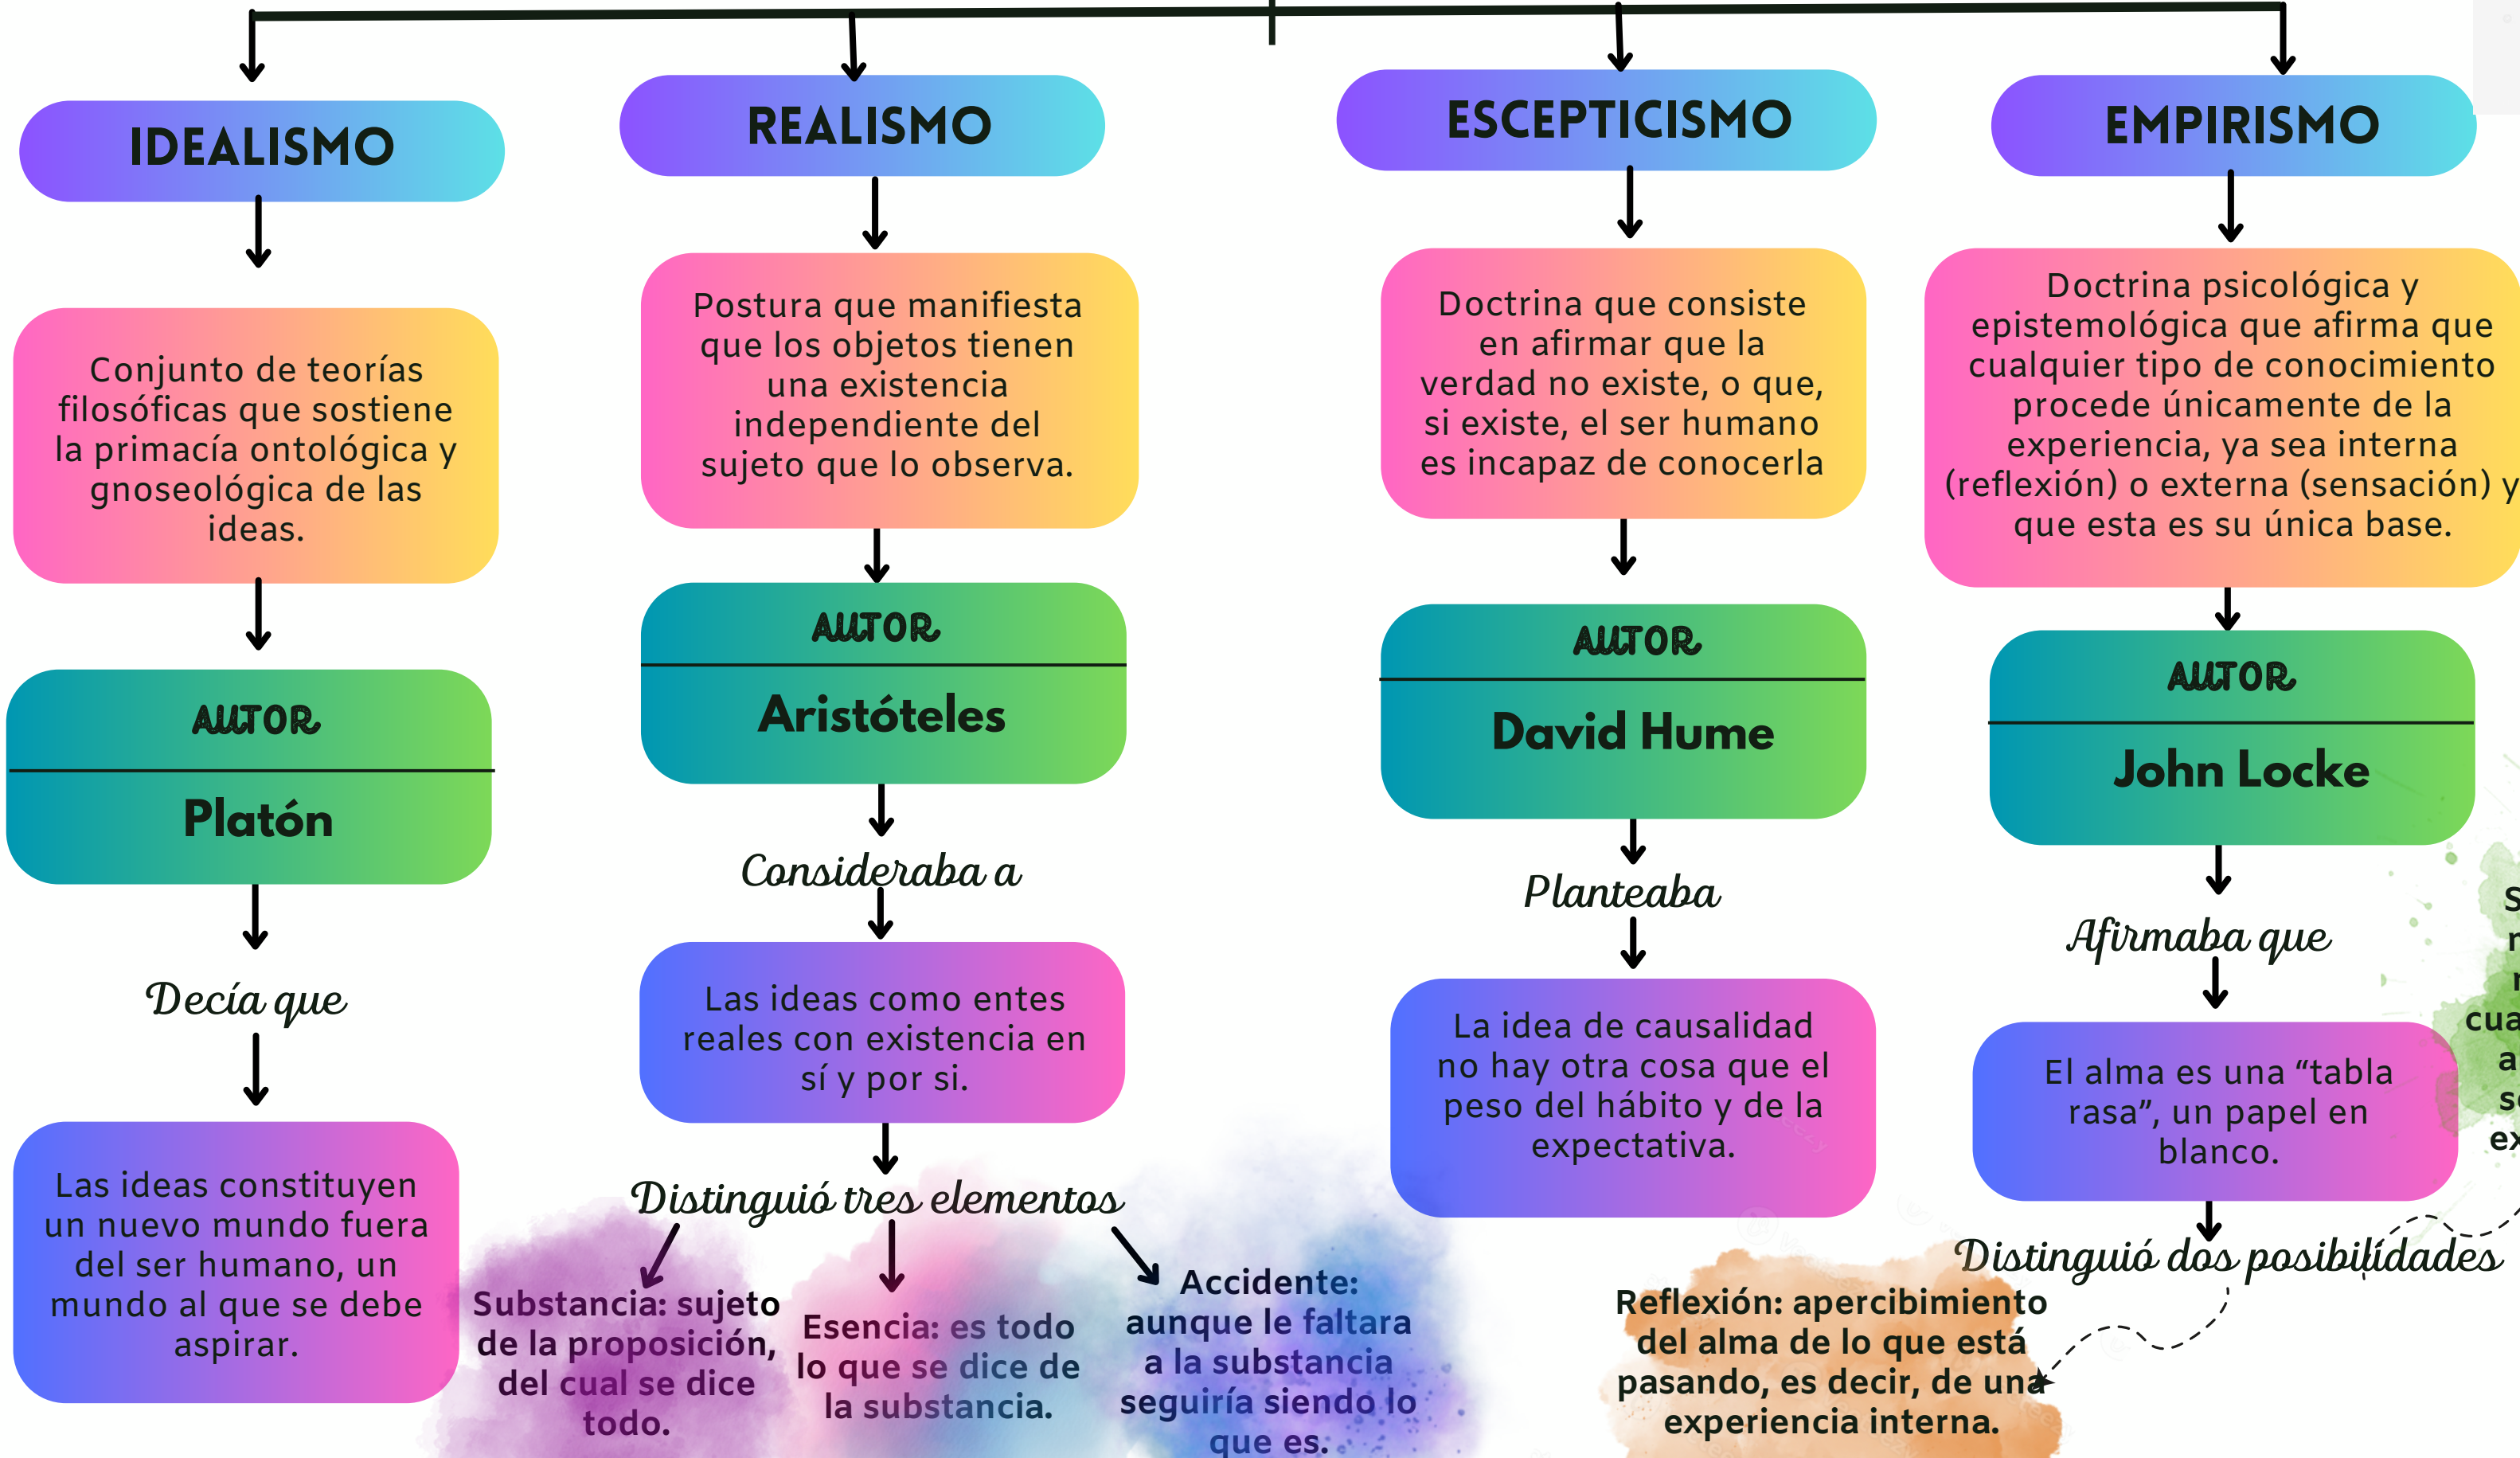 IDEALISMO
Conjunto de teorías
filosóficas que sostiene
la primacía ontológica y
gnoseológica de las
ideas.
AUTOR
Platón
Decía que
Las ideas constituyen
un nuevo mundo fuera
del ser humano, un
mundo al que se debe
aspirar.
REALISMO
Postura que manifiesta
que los objetos tienen
una existencia
independiente del
sujeto que lo observa.
AUTOR
Aristóteles
Consideraba a
Las ideas como entes
reales con existencia en
sí y por si.
Distinguió tres elementos
Substancia: sujeto
de la proposición,
del cual se dice
todo.
Esencia: es todo
lo que se dice de
la substancia.
Accidente:
aunque le faltara
a la substancia
seguiría siendo lo
que es.
ESCEPTICISMO
Doctrina que consiste
en afirmar que la
verdad no existe, o que,
si existe, el ser humano
es incapaz de conocerla
AUTOR
David Hume
Planteaba
La idea de causalidad
no hay otra cosa que el
peso del hábito y de la
expectativa.
EMPIRISMO
Doctrina psicológica y
epistemológica que afirma que
cualquier tipo de conocimiento
procede únicamente de la
experiencia, ya sea interna
(reflexión) o externa (sensación) y
que esta es su única base.
AUTOR
John Locke
Afirmaba que
El alma es una “tabla
rasa”, un papel en
blanco.
Distinguió dos posibilidades
Reflexión: apercibimiento
del alma de lo que está
pasando, es decir, de una
experiencia interna.